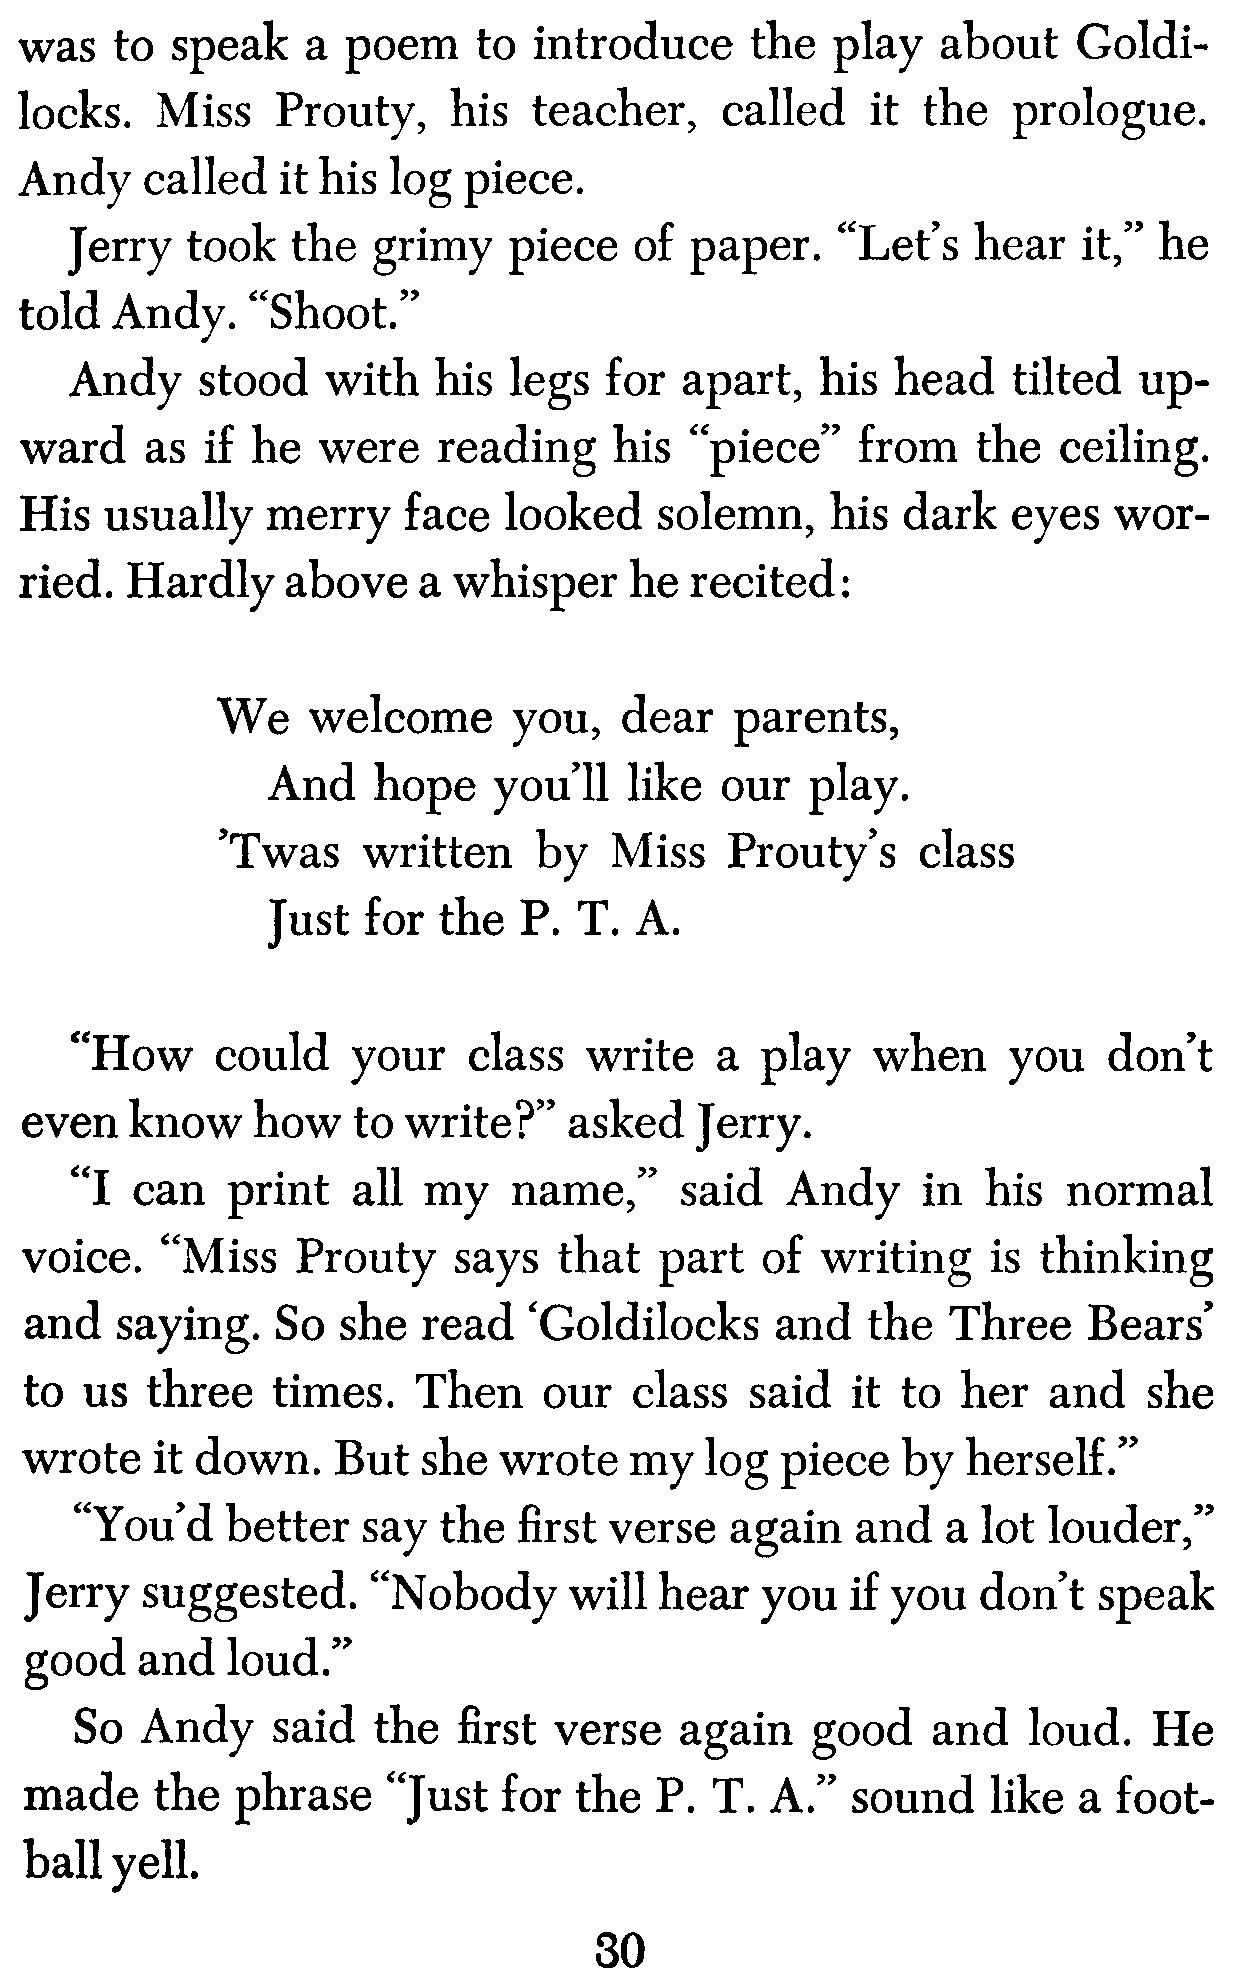 was to speak a poem to introduce the play about Goldi-
locks. Miss Prouty, his teacher, called it the prologue.
Andy called it his log piece.
Jerry took the grimy piece of paper. “Let’s hear it,” he
told Andy. “Shoot.”
Andy stood with his legs for apart, his head tilted up-
ward as if he were reading his “piece” from the ceiling.
His usually merry face looked solemn, his dark eyes wor-
ried. Hardly above a whisper he recited:
We welcome you, dear parents,
And hope you’ll like our play.
’Twas written by Miss Prouty’s class
Just for the P. T. A.
“How could your class write a play when you don’t
even know how to write?” asked Jerry.
“I can print all my name,” said Andy in his normal
voice. “Miss Prouty says that part of writing is thinking
and saying. So she read ‘Goldilocks and the Three Bears’
to us three times. Then our class said it to her and she
wrote it down. But she wrote my log piece by herself.”
“You’d better say the first verse again and a lot louder,”
Jerry suggested. “Nobody will hear you if you don’t speak
good and loud.”
So Andy said the first verse again good and loud. He
made the phrase “Just for the P. T. A.” sound like a foot-
ball yell.
30